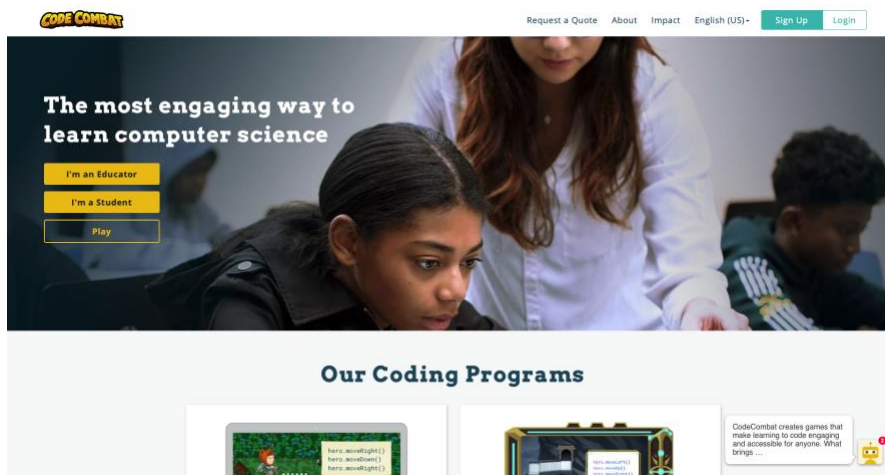 CODE COMBAT
Request a Quote
About
Impact
English (US)
Sign Up
Login
The most engaging way to
learn computer science
I'm an Educator
I'm a Student
Play
Our Coding Programs
hero.moveRight()
hero.moveDown()
hero.moveRight()
CodeCombat creates games that
make learning to code engaging
and accessible for anyone. What
brings ...